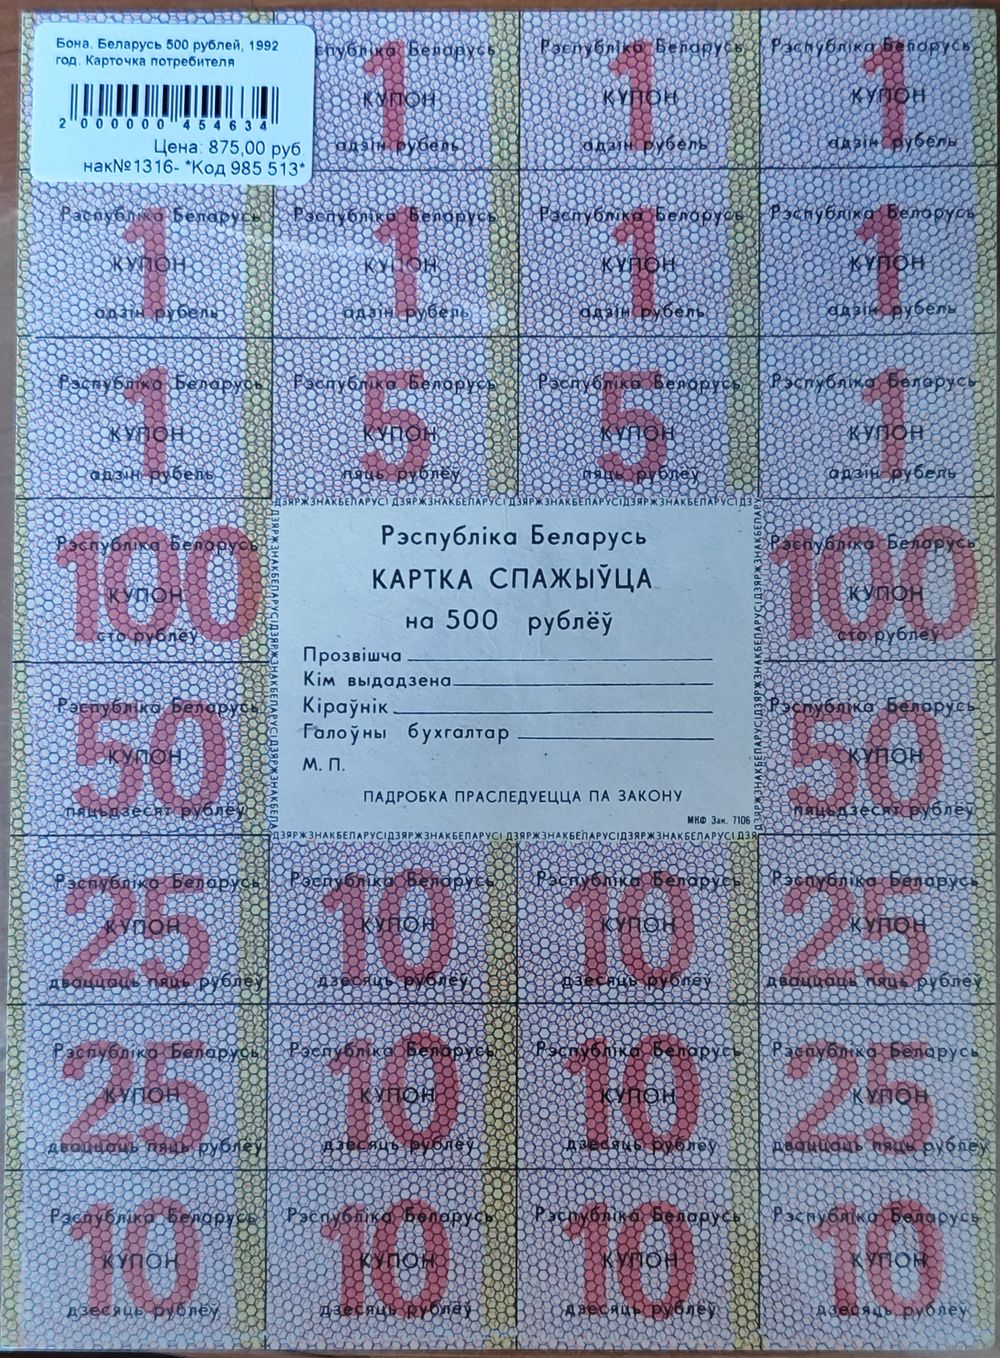 Бона. Беларусь 500 рублей, 1992
год. Карточка потребителя
2 000000 454634
Цена: 875,00 руб
нак№1316- *Код 985 513*
Рэспубліка Беларусь Рэспубліка Беларусь Рэспубліка Беларусь
1 1 1
КУПОН КУПОН КУПОН
адзін рубель адзін рубель адзін рубель
Рэспубліка Беларусь Рэспубліка Беларусь Рэспубліка Беларусь Рэспубліка Беларусь
1 1 1 1
КУПОН КУПОН КУПОН КУПОН
адзін рубель адзін рубель адзін рубель адзін рубель
Рэспубліка Беларусь Рэспубліка Беларусь Рэспубліка Беларусь Рэспубліка Беларусь
1 5 5 1
КУПОН КУПОН КУПОН КУПОН
адзін рубель пяць рублёў пяць рублёў адзін рубель
ДЗЯРЖЗНАКБЕЛАРУСІДЗЯРЖЗНАКБЕЛАРУСІДЗЯРЖЗНАКБЕЛАРУСІДЗЯРЖЗНАКБЕЛАРУСІДЗЯ
Рэспубліка Беларусь
100
КУПОН
сто рублёў
Рэспубліка Беларусь
КАРТКА СПАЖЫЎЦА
на 500 рублёў
Прозвішча
Кім выдадзена
Кіраўнік
Галоўны бухгалтар
М. П.
ПАДРОБКА ПРАСЛЕДУЕЦЦА ПА ЗАКОНУ
МКФ Зак. 7106
Рэспубліка Беларусь
100
КУПОН
сто рублёў
Рэспубліка Беларусь Рэспубліка Беларусь
50 50
КУПОН КУПОН
пяцьдзесят рублёў пяцьдзесят рублёў
ДЗЯРЖЗНАКБЕЛАРУСІДЗЯРЖЗНАКБЕЛАРУСІДЗЯРЖЗНАКБЕЛАРУСІДЗЯРЖЗНАКБЕЛАРУСІДЗЯ
Рэспубліка Беларусь Рэспубліка Беларусь Рэспубліка Беларусь Рэспубліка Беларусь
25 10 10 25
КУПОН КУПОН КУПОН КУПОН
дваццаць пяць рублёў дзесяць рублёў дзесяць рублёў дваццаць пяць рублёў
Рэспубліка Беларусь Рэспубліка Беларусь Рэспубліка Беларусь Рэспубліка Беларусь
25 10 10 25
КУПОН КУПОН КУПОН КУПОН
дваццаць пяць рублёў дзесяць рублёў дзесяць рублёў дваццаць пяць рублёў
Рэспубліка Беларусь Рэспубліка Беларусь Рэспубліка Беларусь Рэспубліка Беларусь
10 10 10 10
КУПОН КУПОН КУПОН КУПОН
дзесяць рублёў дзесяць рублёў дзесяць рублёў дзесяць рублёў